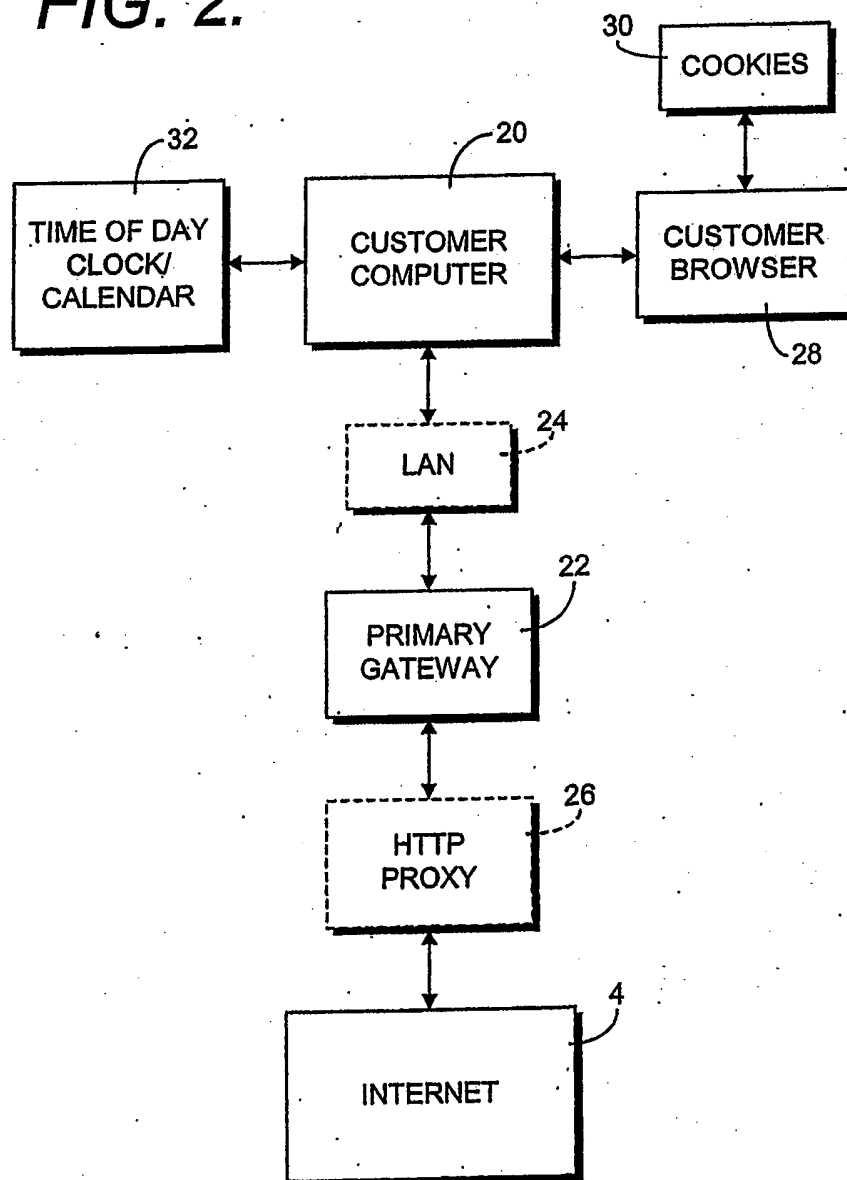 FIG. 2.
30
COOKIES
32
20
TIME OF DAY
CLOCK/
CALENDAR
CUSTOMER
COMPUTER
CUSTOMER
BROWSER
28
24
LAN
22
PRIMARY
GATEWAY
26
HTTP
PROXY
4
INTERNET